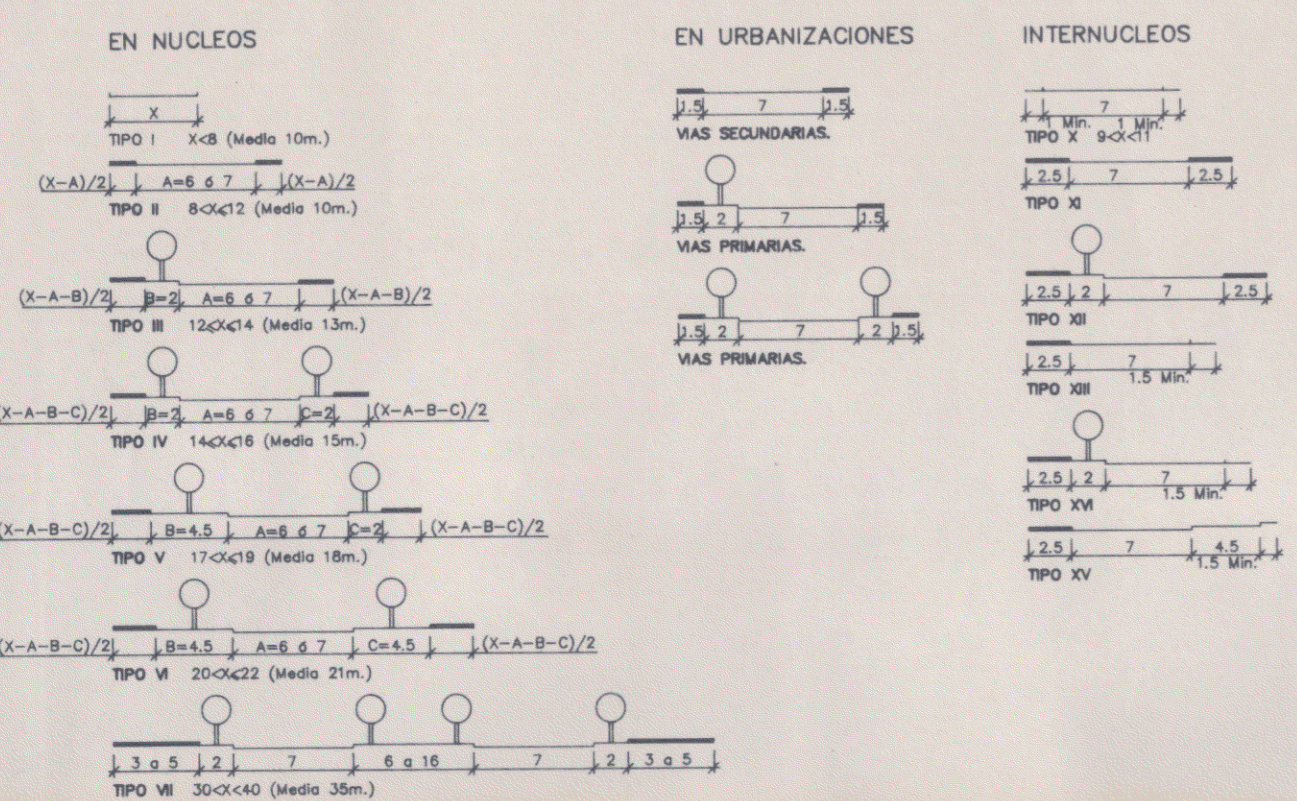 EN NUCLEOS
X
TIPO I X<8 (Media 10m.)
(X-A)/2 A=6 ó 7 (X-A)/2
TIPO II 8<X⩽12 (Media 10m.)
(X-A-B)/2 B=2 A=6 ó 7 (X-A-B)/2
TIPO III 12⩽X⩽14 (Media 13m.)
(X-A-B-C)/2 B=2 A=6 ó 7 C=2 (X-A-B-C)/2
TIPO IV 14⩽X⩽16 (Media 15m.)
(X-A-B-C)/2 B=4.5 A=6 ó 7 C=2 (X-A-B-C)/2
TIPO V 17<X⩽19 (Media 18m.)
(X-A-B-C)/2 B=4.5 A=6 ó 7 C=4.5 (X-A-B-C)/2
TIPO VI 20<X⩽22 (Media 21m.)
3 a 5 2 7 6 a 16 7 2 3 a 5
TIPO VII 30<X<40 (Media 35m.)
EN URBANIZACIONES
1.5 7 1.5
VIAS SECUNDARIAS.
1.5 2 7 1.5
VIAS PRIMARIAS.
1.5 2 7 2 1.5
VIAS PRIMARIAS.
INTERNUCLEOS
7
1 Min. 1 Min.
TIPO X 9<X<11
2.5 7 2.5
TIPO XI
2.5 2 7 2.5
TIPO XII
2.5 7
1.5 Min.
TIPO XIII
2.5 2 7
1.5 Min.
TIPO XVI
2.5 7 4.5
1.5 Min.
TIPO XV